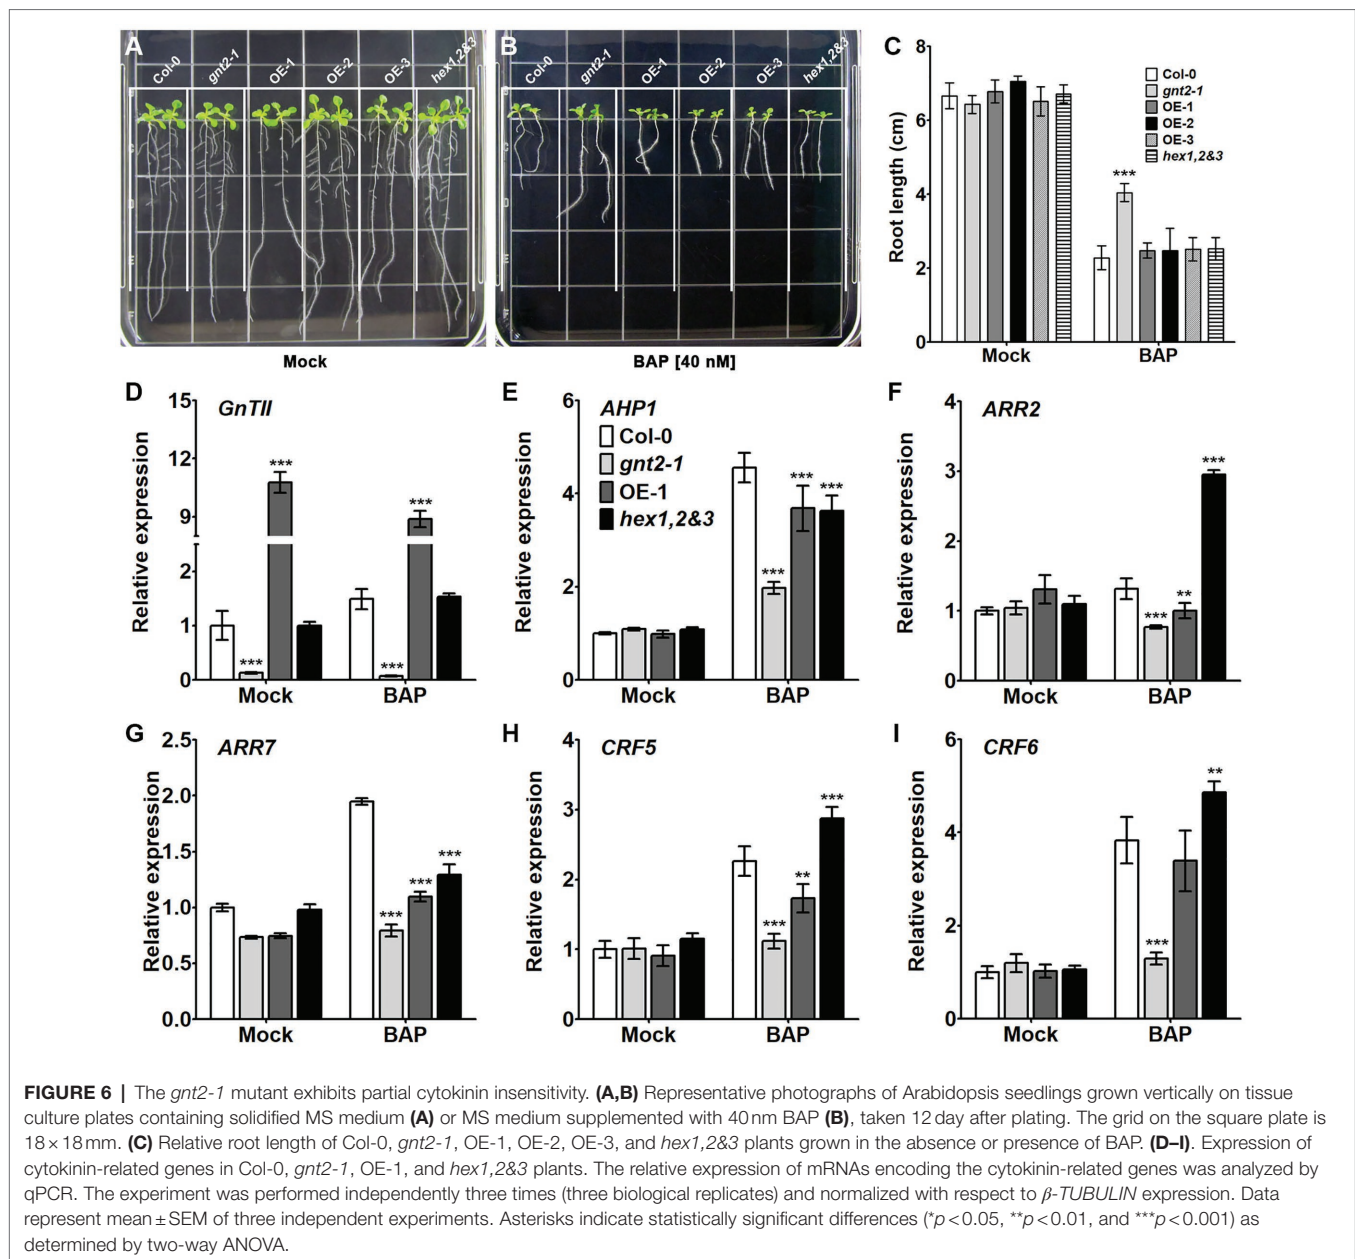 A
Col-0
gnt2-1
OE-1
OE-2
OE-3
hex1,2&3
Mock
B
Col-0
gnt2-1
OE-1
OE-2
OE-3
hex1,2&3
BAP [40 nM]
C
Root length (cm)
8
6
4
2
0
Col-0
gnt2-1
OE-1
OE-2
OE-3
hex1,2&3
***
Mock
BAP
D
GnTII
Relative expression
15
12
9
2
1
0
***
***
***
***
Mock
BAP
E
AHP1
Col-0
gnt2-1
OE-1
hex1,2&3
Relative expression
6
4
2
0
***
***
***
Mock
BAP
F
ARR2
Relative expression
4
3
2
1
0
***
**
***
Mock
BAP
G
ARR7
Relative expression
2.5
2.0
1.5
1.0
0.5
0.0
***
***
***
Mock
BAP
H
CRF5
Relative expression
4
3
2
1
0
***
**
***
Mock
BAP
I
CRF6
Relative expression
6
4
2
0
***
**
Mock
BAP
FIGURE 6 | The gnt2-1 mutant exhibits partial cytokinin insensitivity. (A,B) Representative photographs of Arabidopsis seedlings grown vertically on tissue
culture plates containing solidified MS medium (A) or MS medium supplemented with 40 nm BAP (B), taken 12 day after plating. The grid on the square plate is
18 × 18 mm. (C) Relative root length of Col-0, gnt2-1, OE-1, OE-2, OE-3, and hex1,2&3 plants grown in the absence or presence of BAP. (D–I). Expression of
cytokinin-related genes in Col-0, gnt2-1, OE-1, and hex1,2&3 plants. The relative expression of mRNAs encoding the cytokinin-related genes was analyzed by
qPCR. The experiment was performed independently three times (three biological replicates) and normalized with respect to β-TUBULIN expression. Data
represent mean ± SEM of three independent experiments. Asterisks indicate statistically significant differences (*p < 0.05, **p < 0.01, and ***p < 0.001) as
determined by two-way ANOVA.